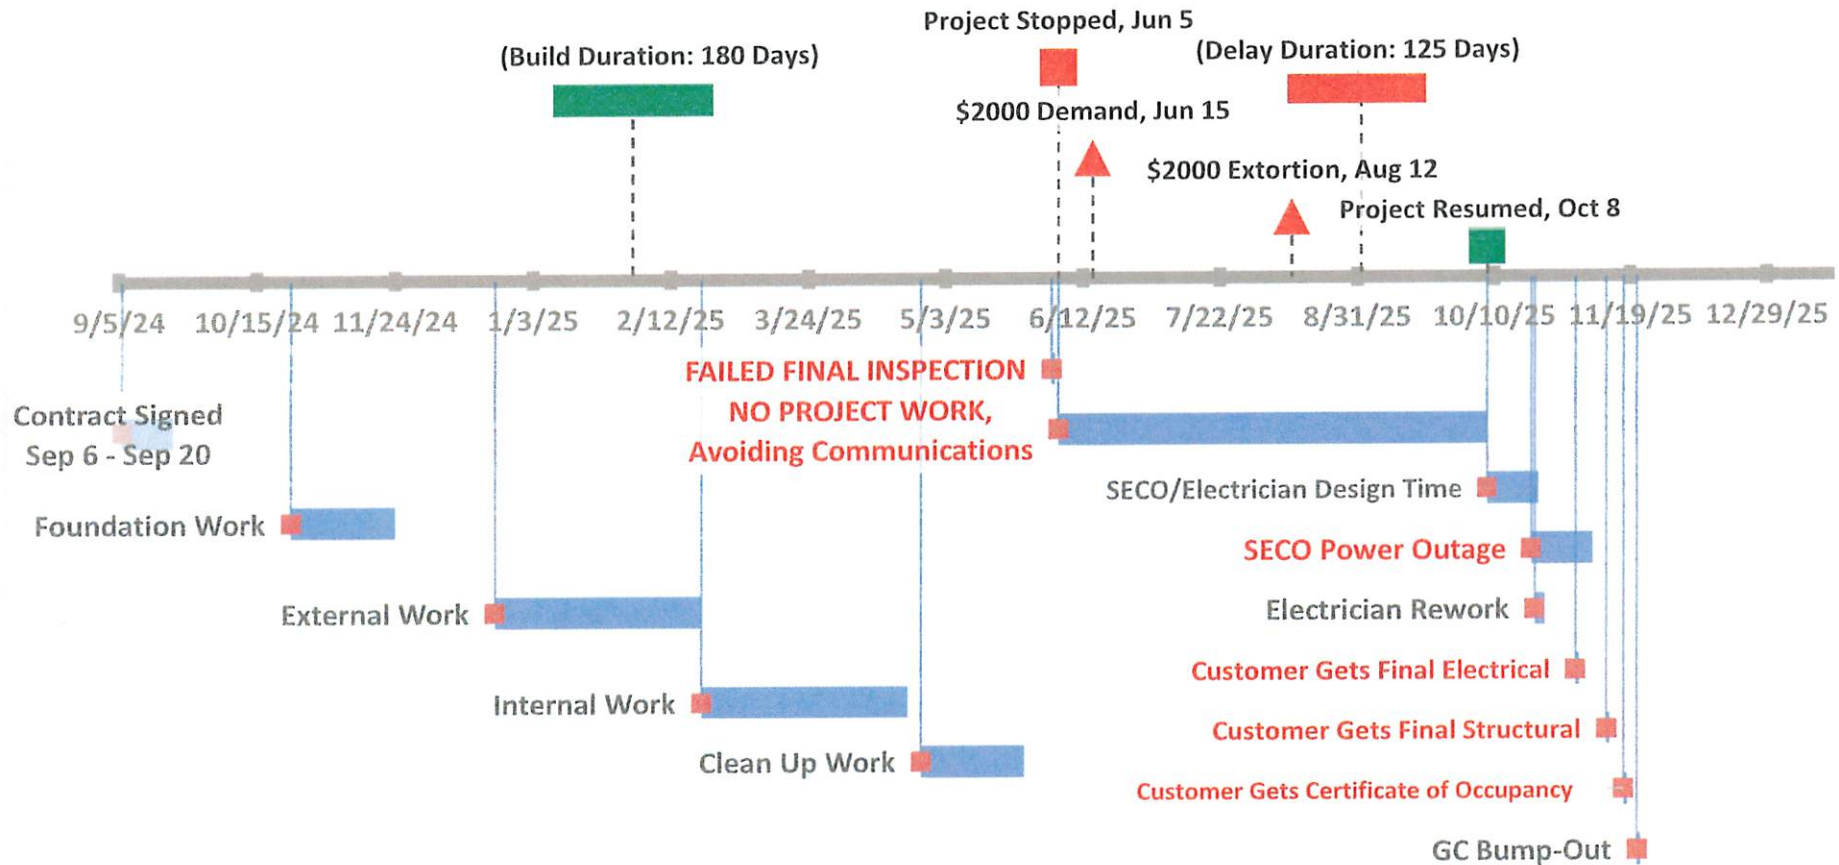 Project Stopped, Jun 5
(Build Duration: 180 Days)
(Delay Duration: 125 Days)
$2000 Demand, Jun 15
$2000 Extortion, Aug 12
Project Resumed, Oct 8
9/5/24 10/15/24 11/24/24 1/3/25 2/12/25 3/24/25 5/3/25 6/12/25 7/22/25 8/31/25 10/10/25 11/19/25 12/29/25
FAILED FINAL INSPECTION
NO PROJECT WORK,
Avoiding Communications
Contract Signed
Sep 6 - Sep 20
SECO/Electrician Design Time
Foundation Work
SECO Power Outage
External Work
Electrician Rework
Customer Gets Final Electrical
Internal Work
Customer Gets Final Structural
Clean Up Work
Customer Gets Certificate of Occupancy
GC Bump-Out